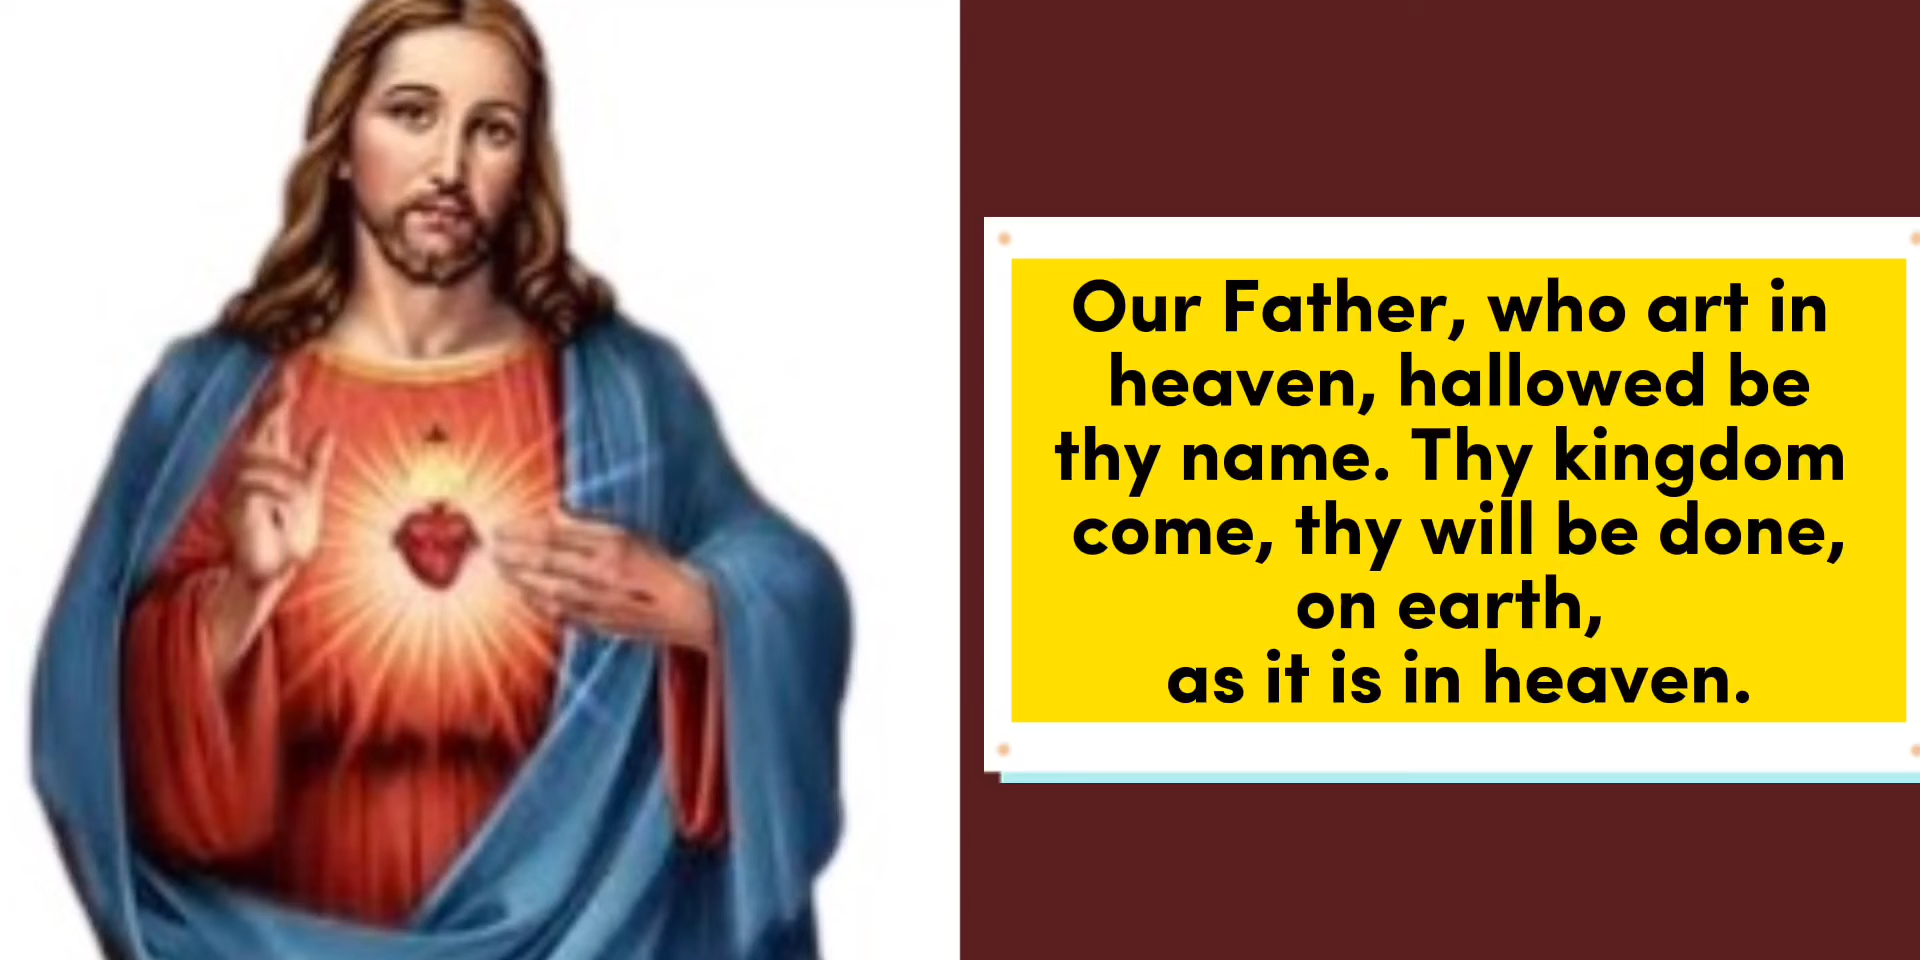 Our Father, who art in
heaven, hallowed be
thy name. Thy kingdom
come, thy will be done,
on earth,
as it is in heaven.